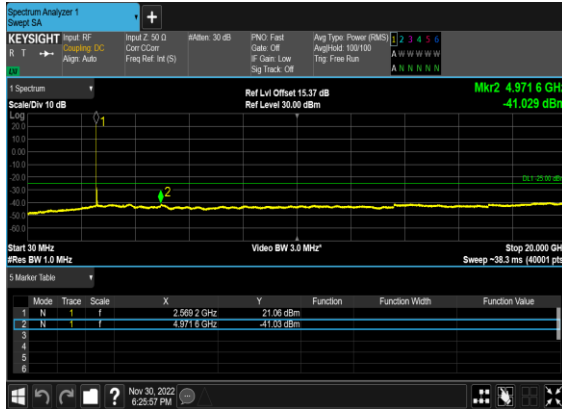 Spectrum Analyzer 1
Swept SA
+
KEYSIGHT Input: RF Input Z: 50 Ω #Atten: 30 dB PNO: Fast Avg Type: Power (RMS) 1 2 3 4 5 6
R T Coupling: DC Corr CCorr Gate: Off Avg|Hold: 100/100 A W W W W W
Align: Auto Freq Ref: Int (S) IF Gain: Low Trig: Free Run
Sig Track: Off A N N N N N
LU
1 Spectrum Ref Lvl Offset 15.37 dB Mkr2 4.971 6 GHz
Scale/Div 10 dB Ref Level 30.00 dBm -41.029 dBm
Log
1
20.0
10.0
0.00
-10.0
DL1 -25.00 dBm
-20.0
-30.0
2
-40.0
-50.0
-60.0
Start 30 MHz Video BW 3.0 MHz* Stop 20.000 GHz
#Res BW 1.0 MHz Sweep ~38.3 ms (40001 pts)
5 Marker Table
Mode Trace Scale X Y Function Function Width Function Value
1 N 1 f 2.569 2 GHz 21.06 dBm
2 N 1 f 4.971 6 GHz -41.03 dBm
3
4
5
6
? Nov 30, 2022
6:25:57 PM